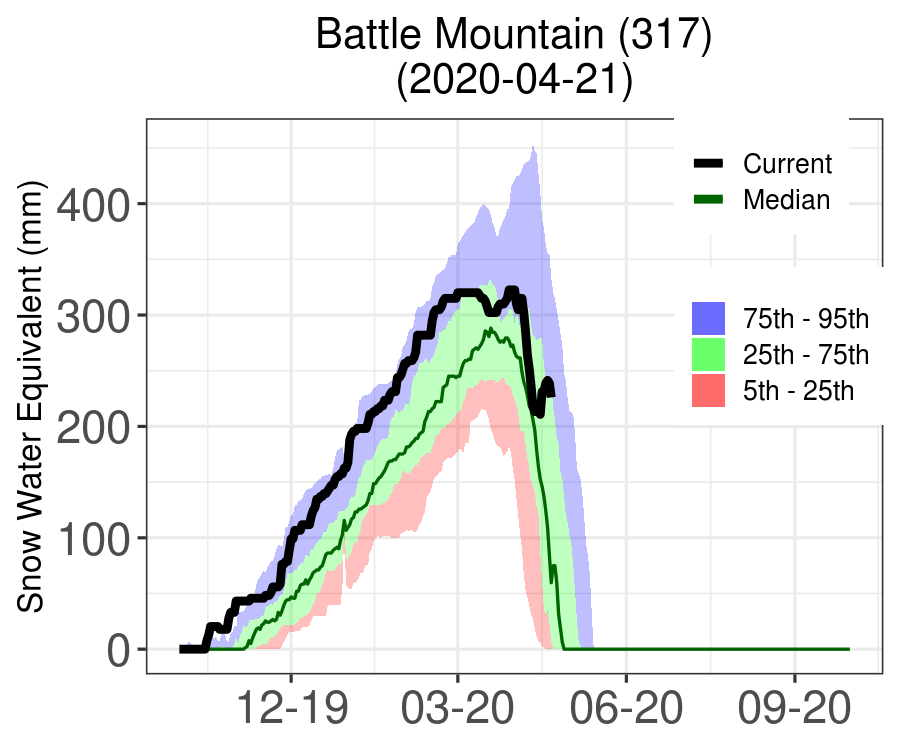 Battle Mountain (317)
(2020-04-21)
Snow Water Equivalent (mm)
400
300
200
100
0
12-19
03-20
06-20
09-20
Current
Median
75th - 95th
25th - 75th
5th - 25th